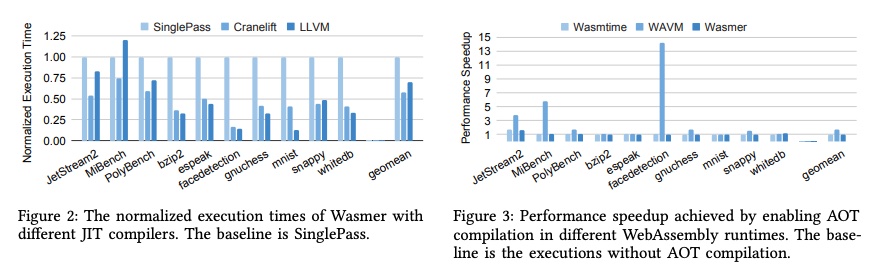 SinglePass Cranelift LLVM
Normalized Execution Time
1.25
1.00
0.75
0.50
0.25
0.00
JetStream2
MiBench
PolyBench
bzip2
espeak
facedetection
gnuchess
mnist
snappy
whitedb
geomean
Figure 2: The normalized execution times of Wasmer with
different JIT compilers. The baseline is SinglePass.
Wasmtime WAVM Wasmer
Performance Speedup
15
13
11
9
7
5
3
1
JetStream2
MiBench
PolyBench
bzip2
espeak
facedetection
gnuchess
mnist
snappy
whitedb
geomean
Figure 3: Performance speedup achieved by enabling AOT
compilation in different WebAssembly runtimes. The base-
line is the executions without AOT compilation.